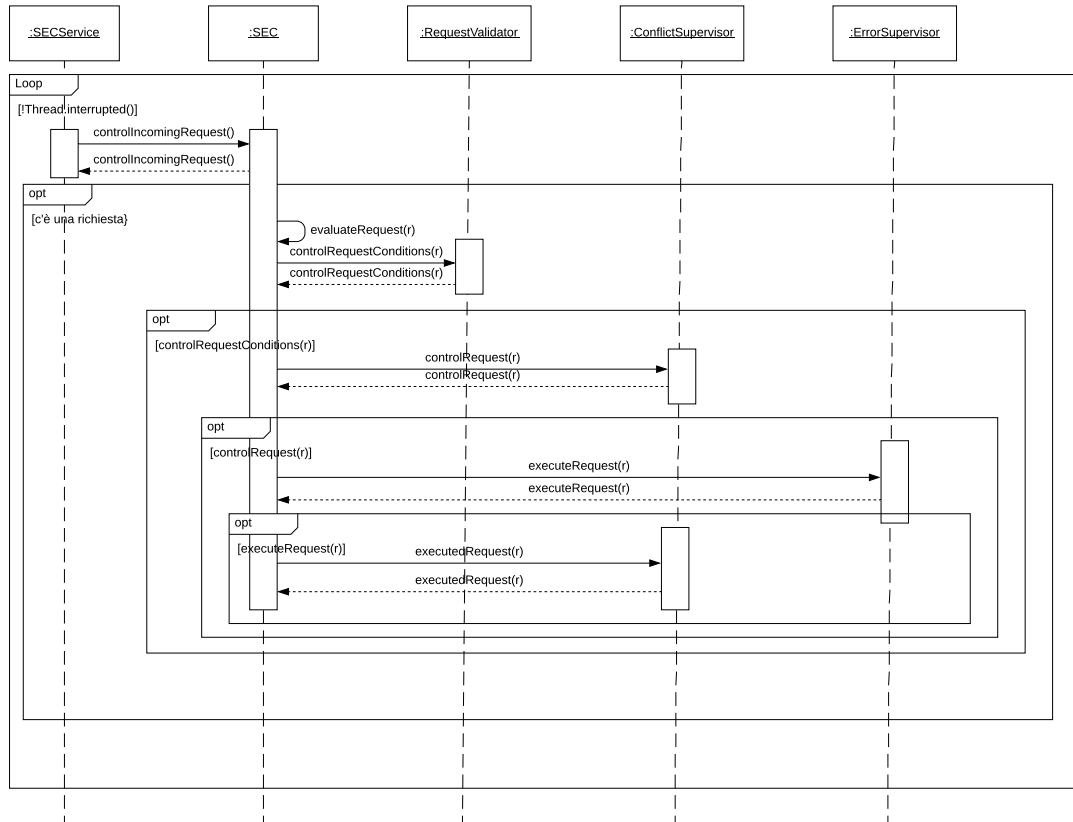 :SECService
:SEC
:RequestValidator
:ConflictSupervisor
:ErrorSupervisor
Loop
[!Thread.interrupted()]
controlIncomingRequest()
controlIncomingRequest()
opt
[c'è una richiesta}
evaluateRequest(r)
controlRequestConditions(r)
controlRequestConditions(r)
opt
[controlRequestConditions(r)]
controlRequest(r)
controlRequest(r)
opt
[controlRequest(r)]
executeRequest(r)
executeRequest(r)
opt
[executeRequest(r)]
executedRequest(r)
executedRequest(r)